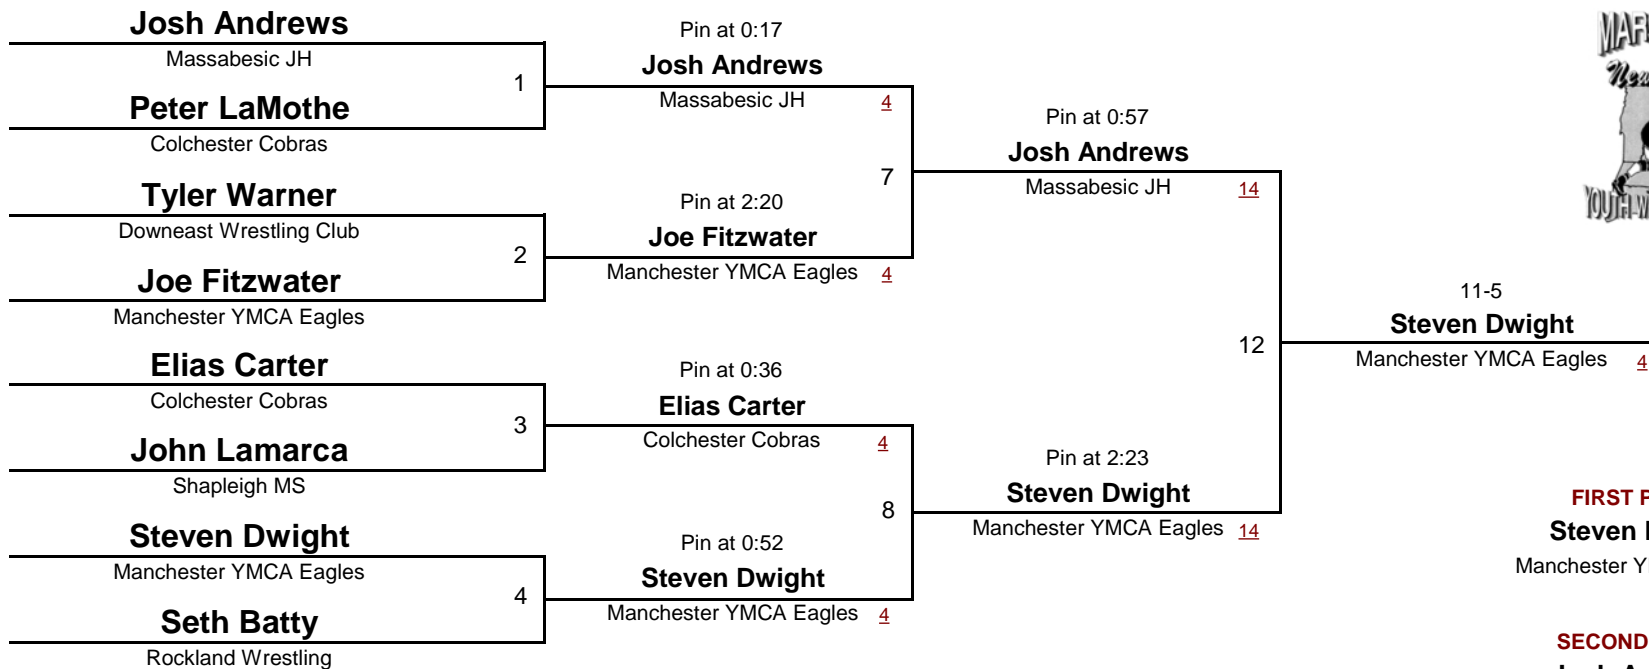 Josh Andrews
Massabesic JH
1
Peter LaMothe
Colchester Cobras
Tyler Warner
Downeast Wrestling Club
2
Joe Fitzwater
Manchester YMCA Eagles
Elias Carter
Colchester Cobras
3
John Lamarca
Shapleigh MS
Steven Dwight
Manchester YMCA Eagles
4
Seth Batty
Rockland Wrestling
Pin at 0:17
Josh Andrews
Massabesic JH 4
7
Pin at 2:20
Joe Fitzwater
Manchester YMCA Eagles 4
Pin at 0:36
Elias Carter
Colchester Cobras 4
8
Pin at 0:52
Steven Dwight
Manchester YMCA Eagles 4
Pin at 0:57
Josh Andrews
Massabesic JH 14
12
Pin at 2:23
Steven Dwight
Manchester YMCA Eagles 14
11-5
Steven Dwight
Manchester YMCA Eagles 4
FIRST
Steven
Manchester
SECOND